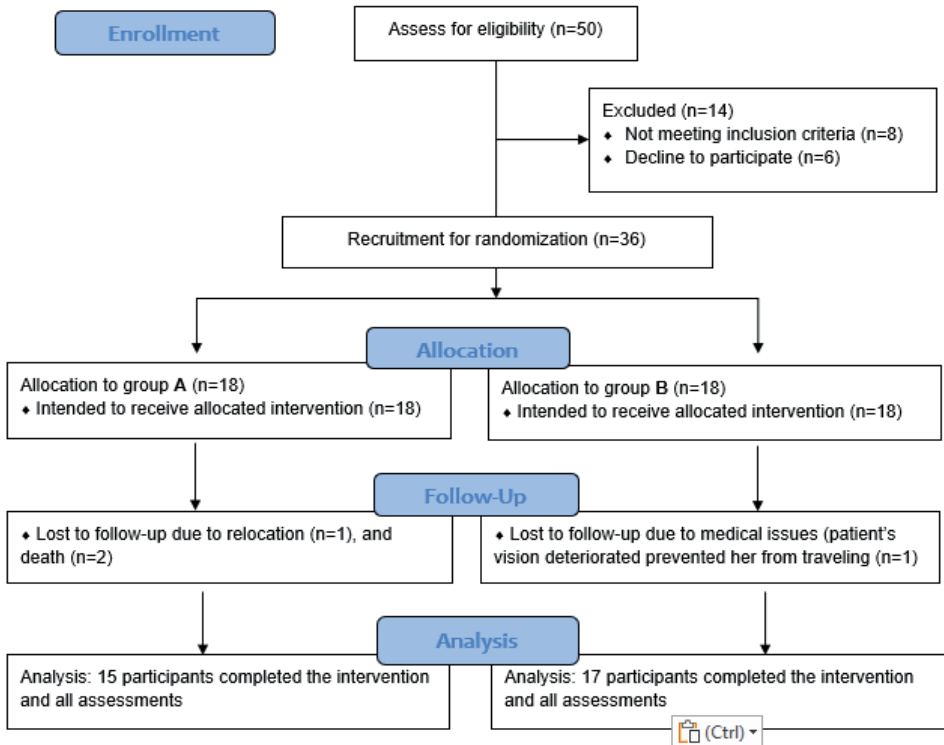 Enrollment
Assess for eligibility (n=50)
Excluded (n=14)
♦ Not meeting inclusion criteria (n=8)
♦ Decline to participate (n=6)
Recruitment for randomization (n=36)
Allocation
Allocation to group A (n=18)
♦ Intended to receive allocated intervention (n=18)
Allocation to group B (n=18)
♦ Intended to receive allocated intervention (n=18)
Follow-Up
♦ Lost to follow-up due to relocation (n=1), and
death (n=2)
♦ Lost to follow-up due to medical issues (patient's
vision deteriorated prevented her from traveling (n=1)
Analysis
Analysis: 15 participants completed the intervention
and all assessments
Analysis: 17 participants completed the intervention
and all assessments
(Ctrl)